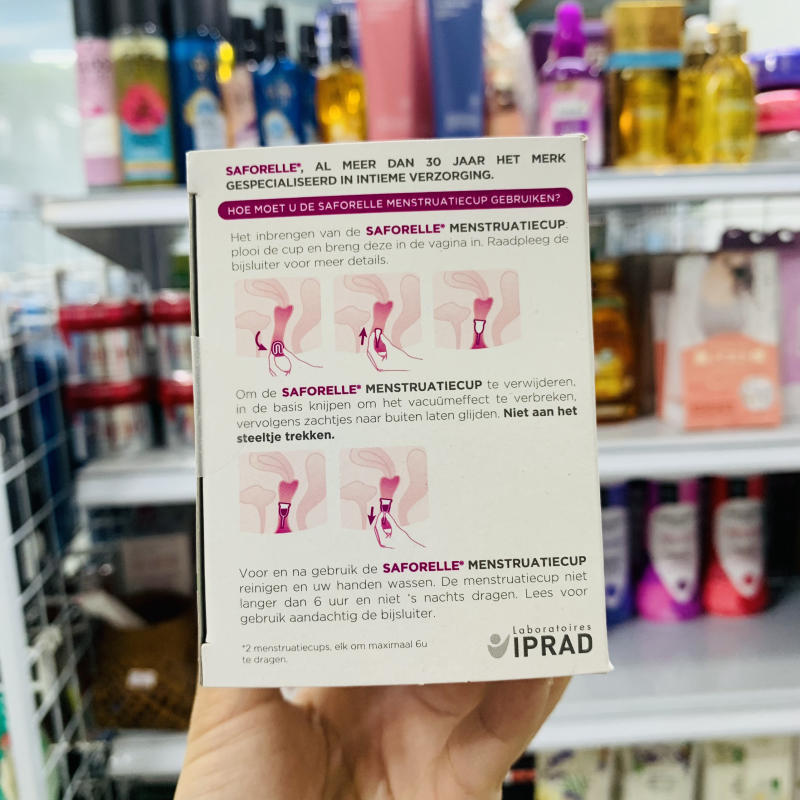 SAFORELLE®, AL MEER DAN 30 JAAR HET MERK
GESPECIALISEERD IN INTIEME VERZORGING.
HOE MOET U DE SAFORELLE MENSTRUATIECUP GEBRUIKEN?
Het inbrengen van de SAFORELLE® MENSTRUATIECUP:
plooi de cup en breng deze in de vagina in. Raadpleeg de
bijsluiter voor meer details.
Om de SAFORELLE® MENSTRUATIECUP te verwijderen,
in de basis knijpen om het vacuümeffect te verbreken,
vervolgens zachtjes naar buiten laten glijden. Niet aan het
steeltje trekken.
Voor en na gebruik de SAFORELLE® MENSTRUATIECUP
reinigen en uw handen wassen. De menstruatiecup niet
langer dan 6 uur en niet 's nachts dragen. Lees voor
gebruik aandachtig de bijsluiter.
*2 menstruatiecups, elk om maximaal 6u
te dragen.
Laboratoires
IPRAD